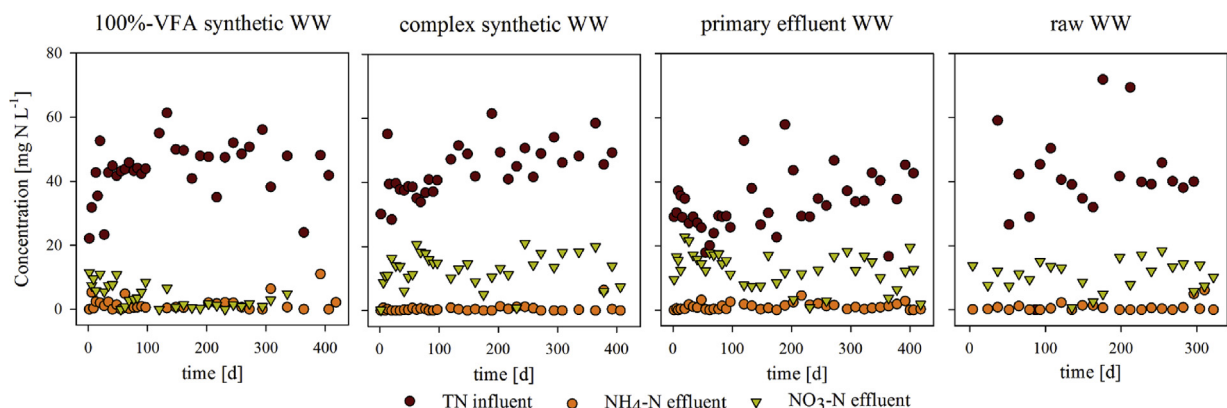 100%-VFA synthetic WW
complex synthetic WW
primary effluent WW
raw WW
Concentration [mg N L-1]
80
60
40
20
0
0 100 200 300 400
0 100 200 300 400
0 100 200 300 400
0 100 200 300
time [d]
time [d]
time [d]
time [d]
TN influent
NH4-N effluent
NO3-N effluent